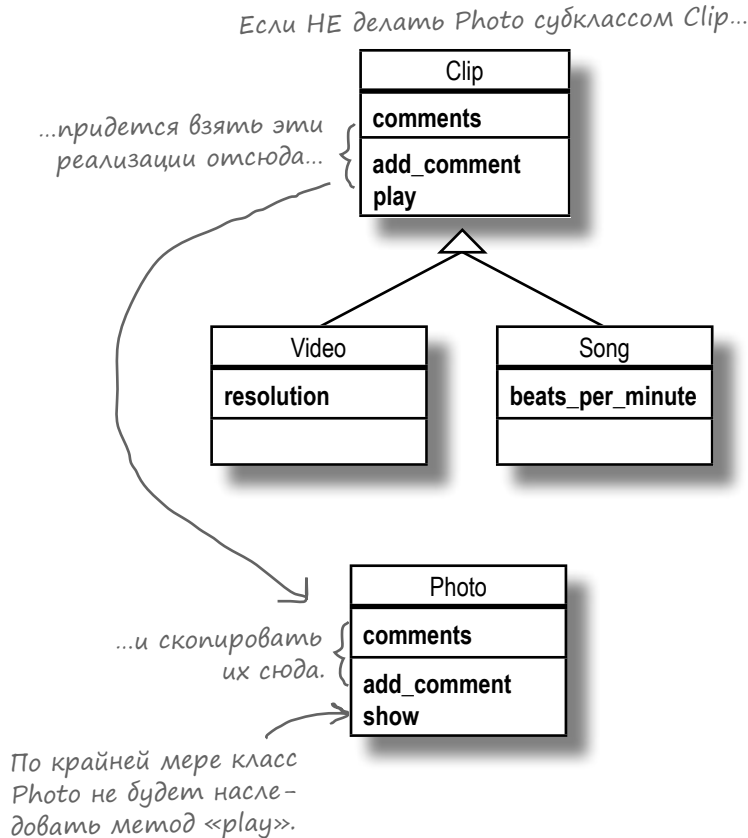 Если НЕ делать Photo субклассом Clip...
Clip
...придется взять эти
реализации отсюда...
comments
add_comment
play
Video
resolution
Song
beats_per_minute
Photo
...и скопировать
их сюда.
comments
add_comment
show
По крайней мере класс
Photo не будет насле-
довать метод «play».